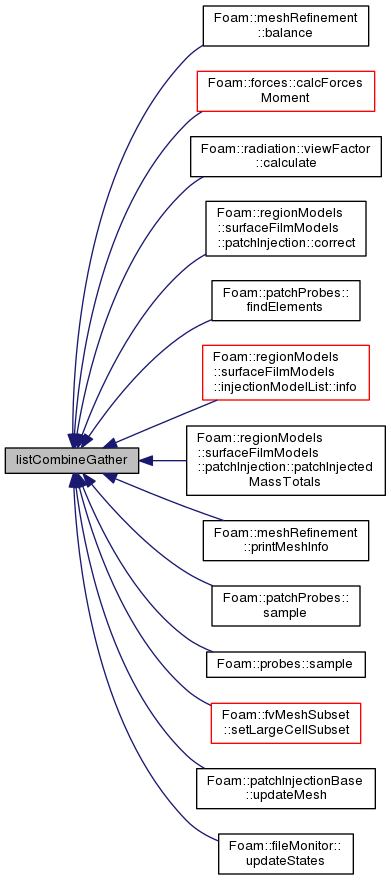 Foam::meshRefinement
::balance
Foam::forces::calcForces
Moment
Foam::radiation::viewFactor
::calculate
Foam::regionModels
::surfaceFilmModels
::patchInjection::correct
Foam::patchProbes::
findElements
Foam::regionModels
::surfaceFilmModels
::injectionModelList::info
listCombineGather
Foam::regionModels
::surfaceFilmModels
::patchInjection::patchInjected
MassTotals
Foam::meshRefinement
::printMeshInfo
Foam::patchProbes::
sample
Foam::probes::sample
Foam::fvMeshSubset
::setLargeCellSubset
Foam::patchInjectionBase
::updateMesh
Foam::fileMonitor::
updateStates